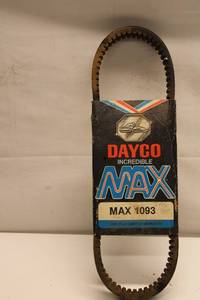 DAYCO
INCREDIBLE
MAX
MAX 1093